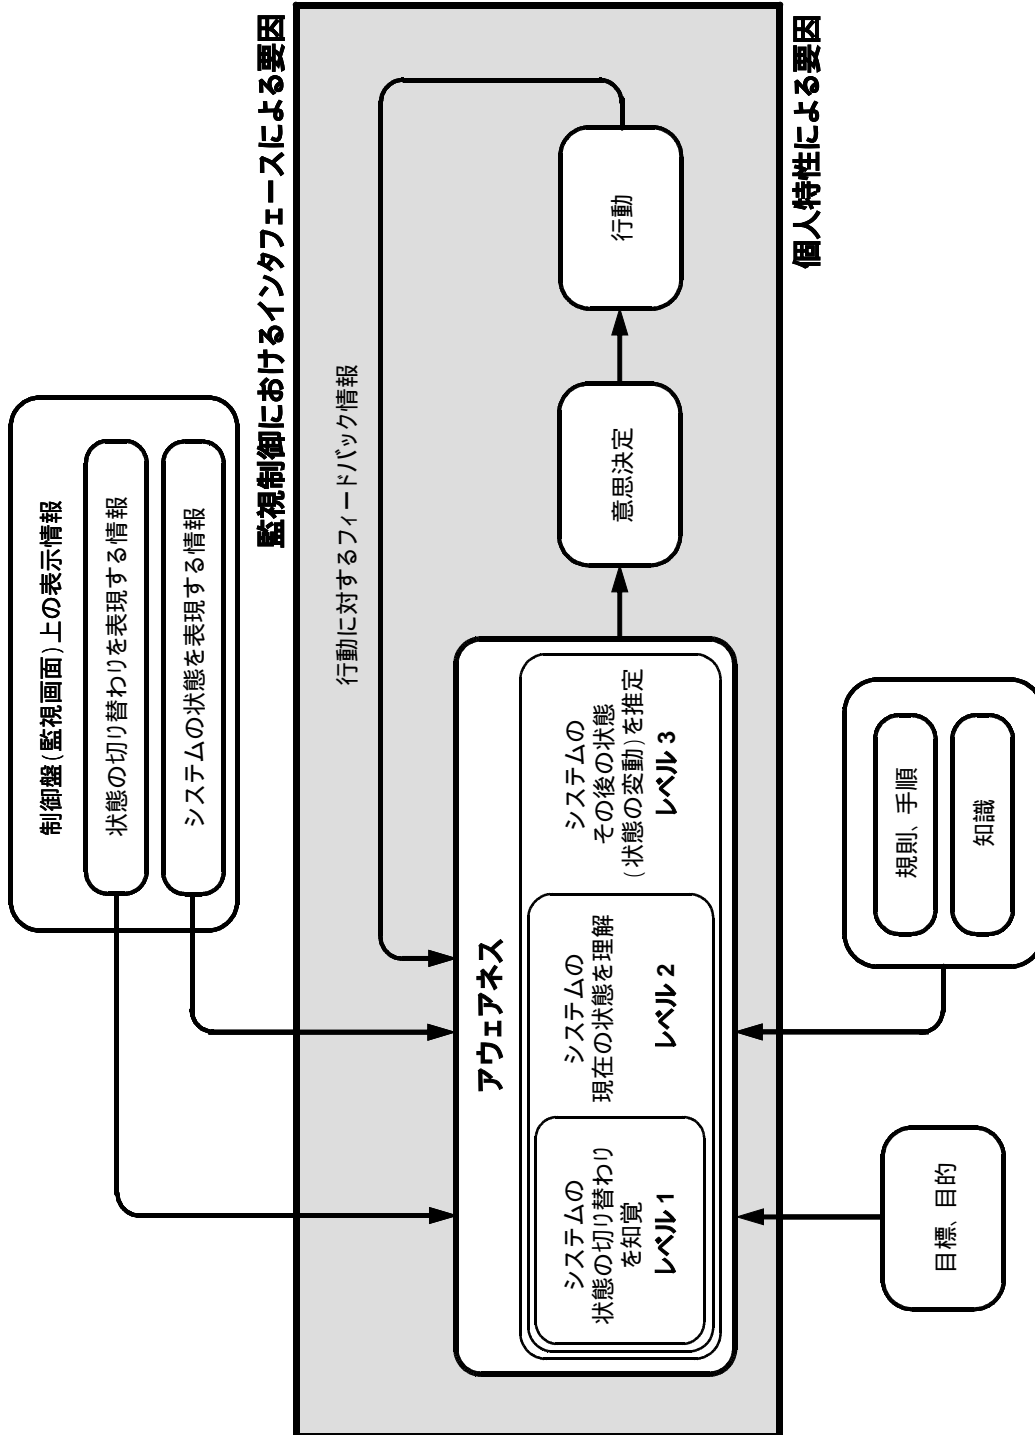 制御盤(監視画面)上の表示情報
状態の切り替わりを表現する情報
システムの状態を表現する情報
監視制御におけるインタフェースによる要因
行動に対するフィードバック情報
アウェアネス
システムの
状態の切り替わり
を知覚
レベル 1
システムの
現在の状態を理解
レベル 2
システムの
その後の状態
(状態の変動)を推定
レベル 3
意思決定
行動
個人特性による要因
目標、目的
規則、手順
知識